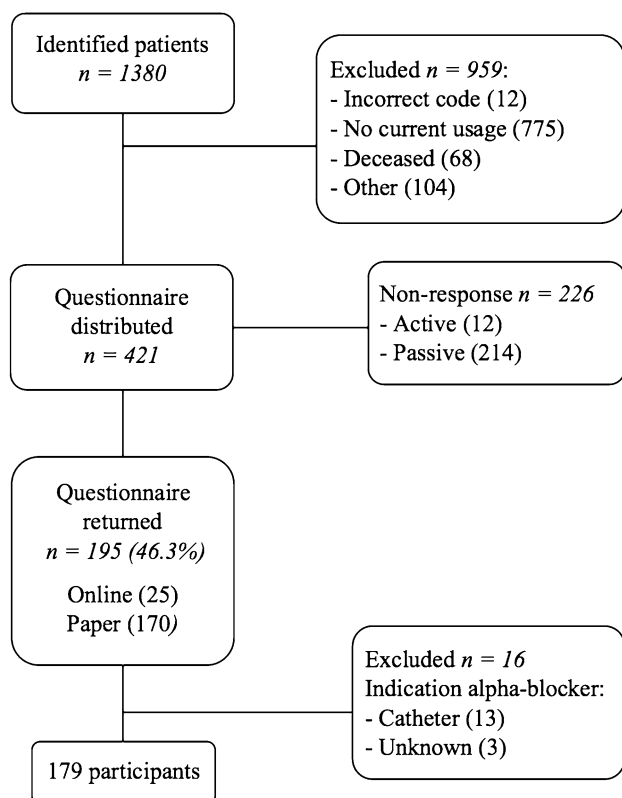 Identified patients
n = 1380
Excluded n = 959:
- Incorrect code (12)
- No current usage (775)
- Deceased (68)
- Other (104)
Questionnaire
distributed
n = 421
Non-response n = 226
- Active (12)
- Passive (214)
Questionnaire
returned
n = 195 (46.3%)
Online (25)
Paper (170)
Excluded n = 16
Indication alpha-blocker:
- Catheter (13)
- Unknown (3)
179 participants